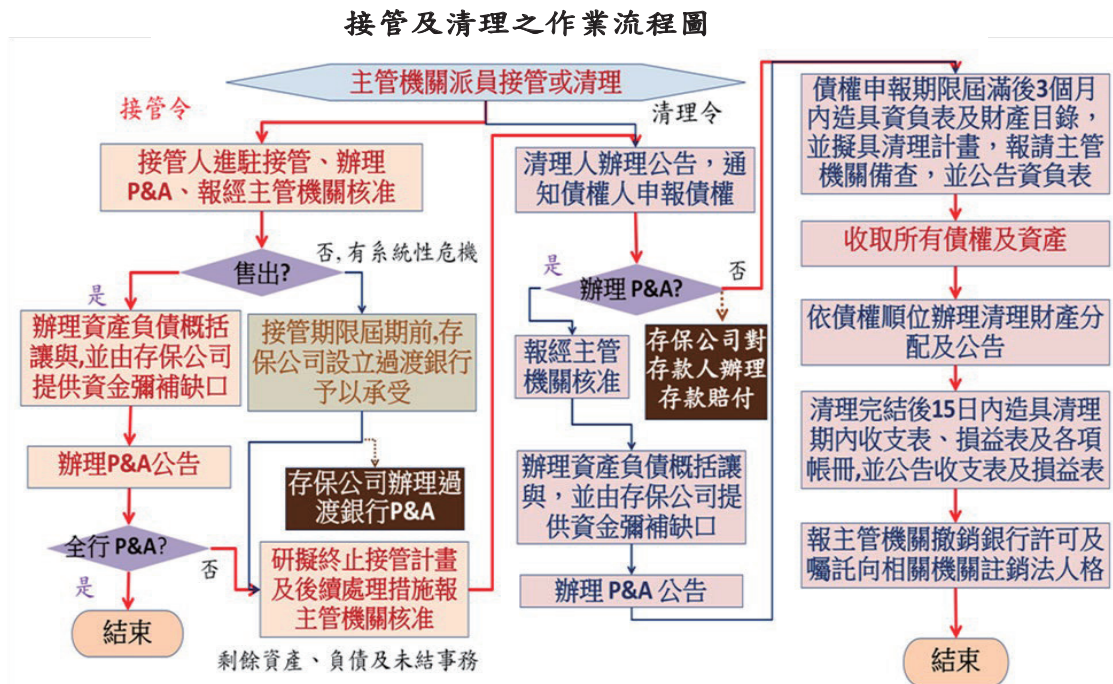 接管及清理之作業流程圖
主管機關派員接管或清理
接管令
清理令
接管人進駐接管、辦理
P&A、報經主管機關核准
售出?
否,有系統性危機
是
辦理資產負債概括
讓與,並由存保公司
提供資金彌補缺口
接管期限屆期前,存
保公司設立過渡銀行
予以承受
辦理P&A公告
存保公司辦理過
渡銀行P&A
全行 P&A?
否
是
結束
研擬終止接管計畫
及後續處理措施報
主管機關核准
剩餘資產、負債及未結事務
清理人辦理公告，通
知債權人申報債權
辦理 P&A?
是
否
報經主管
機關核准
存保公司對
存款人辦理
存款賠付
辦理資產負債概括讓
與，並由存保公司提
供資金彌補缺口
辦理 P&A 公告
債權申報期限屆滿後3個月
內造具資負表及財產目錄，
並擬具清理計畫，報請主管
機關備查，並公告資負表
收取所有債權及資產
依債權順位辦理清理財產分
配及公告
清理完結後15日內造具清理
期內收支表、損益表及各項
帳冊,並公告收支表及損益表
報主管機關撤銷銀行許可及
囑託向相關機關註銷法人格
結束